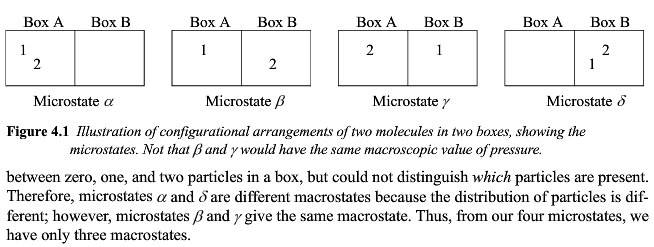 Box A Box B Box A Box B Box A Box B Box A Box B
1 1 2 1 2
2 2 1
Microstate α Microstate β Microstate γ Microstate δ
Figure 4.1 Illustration of configurational arrangements of two molecules in two boxes, showing the
microstates. Not that β and γ would have the same macroscopic value of pressure.
between zero, one, and two particles in a box, but could not distinguish which particles are present.
Therefore, microstates α and δ are different macrostates because the distribution of particles is dif-
ferent; however, microstates β and γ give the same macrostate. Thus, from our four microstates, we
have only three macrostates.